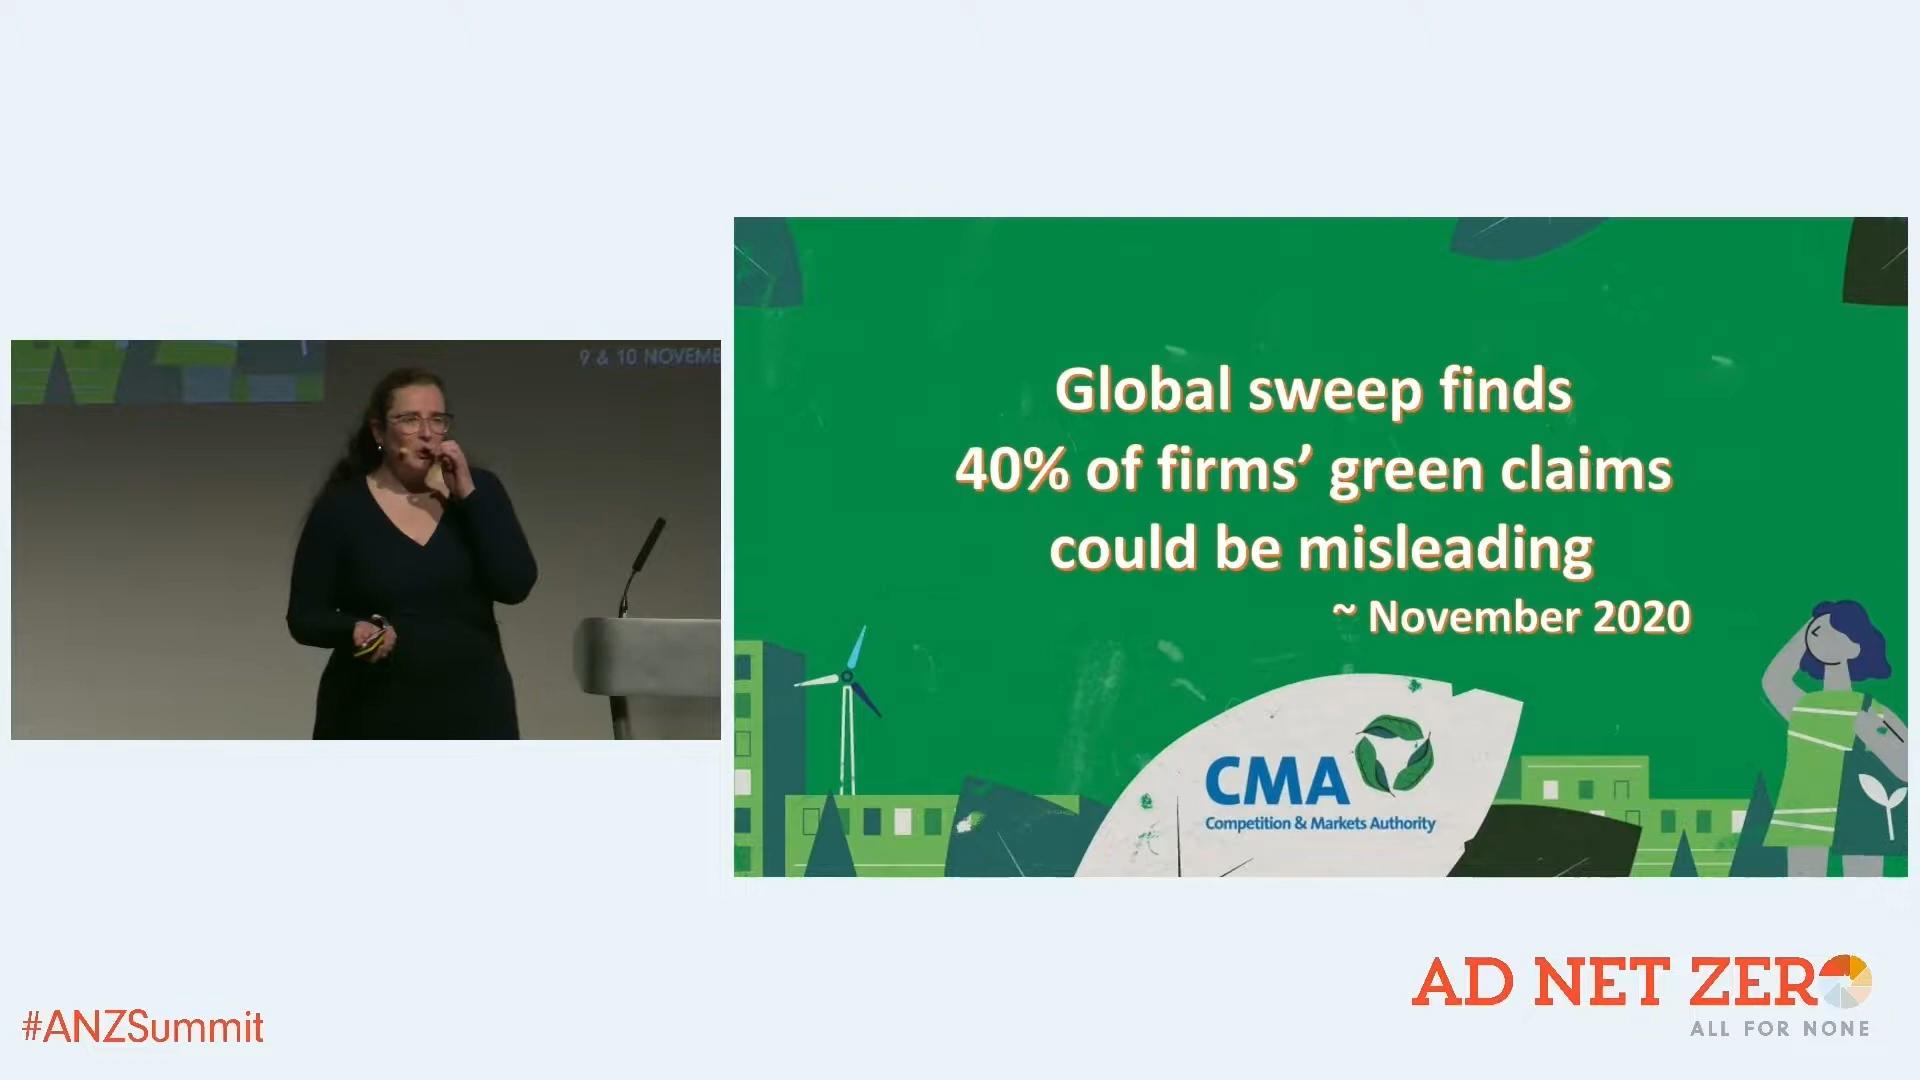 9 & 10 NOVEME
Global sweep finds
40% of firms’ green claims
could be misleading
~ November 2020
CMA
Competition & Markets Authority
#ANZSummit
AD NET ZERO
ALL FOR NONE